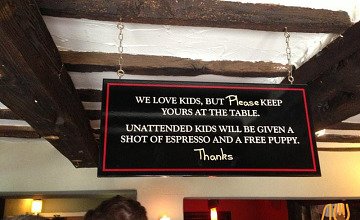 WE LOVE KIDS, BUT Please KEEP
YOURS AT THE TABLE.
UNATTENDED KIDS WILL BE GIVEN A
SHOT OF ESPRESSO AND A FREE PUPPY.
Thanks